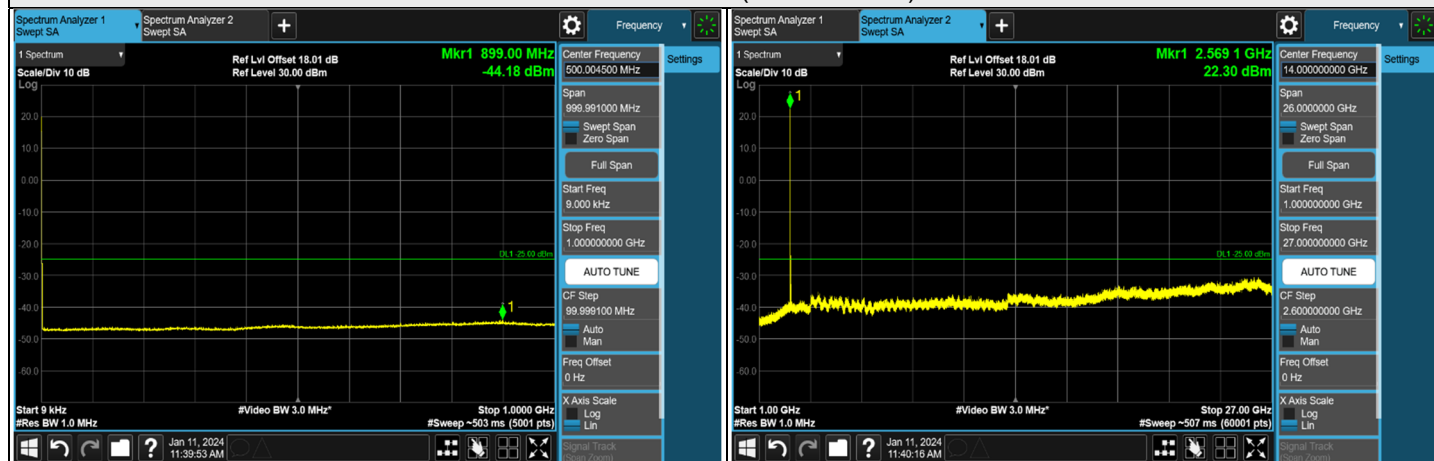 Spectrum Analyzer 1
Swept SA
Spectrum Analyzer 2
Swept SA
+
Frequency
1 Spectrum
Scale/Div 10 dB
Log
Ref Lvl Offset 18.01 dB
Ref Level 30.00 dBm
Mkr1 899.00 MHz
-44.18 dBm
1
20.0
10.0
0.00
-10.0
-20.0
-30.0
-40.0
-50.0
-60.0
DL1 -25.00 dBm
Start 9 kHz
#Res BW 1.0 MHz
#Video BW 3.0 MHz*
Stop 1.0000 GHz
#Sweep ~503 ms (5001 pts)
Center Frequency
500.004500 MHz
Settings
Span
999.991000 MHz
Swept Span
Zero Span
Full Span
Start Freq
9.000 kHz
Stop Freq
1.000000000 GHz
AUTO TUNE
CF Step
99.999100 MHz
Auto
Man
Freq Offset
0 Hz
X Axis Scale
Log
Lin
Signal Track
(Span Zoom)
?
Jan 11, 2024
11:39:53 AM
Spectrum Analyzer 1
Swept SA
Spectrum Analyzer 2
Swept SA
+
Frequency
1 Spectrum
Scale/Div 10 dB
Log
Ref Lvl Offset 18.01 dB
Ref Level 30.00 dBm
Mkr1 2.569 1 GHz
22.30 dBm
1
20.0
10.0
0.00
-10.0
-20.0
-30.0
-40.0
-50.0
-60.0
DL1 -25.00 dBm
Start 1.00 GHz
#Res BW 1.0 MHz
#Video BW 3.0 MHz*
Stop 27.00 GHz
#Sweep ~507 ms (60001 pts)
Center Frequency
14.000000000 GHz
Settings
Span
26.0000000 GHz
Swept Span
Zero Span
Full Span
Start Freq
1.000000000 GHz
Stop Freq
27.000000000 GHz
AUTO TUNE
CF Step
2.600000000 GHz
Auto
Man
Freq Offset
0 Hz
X Axis Scale
Log
Lin
Signal Track
(Span Zoom)
?
Jan 11, 2024
11:40:16 AM